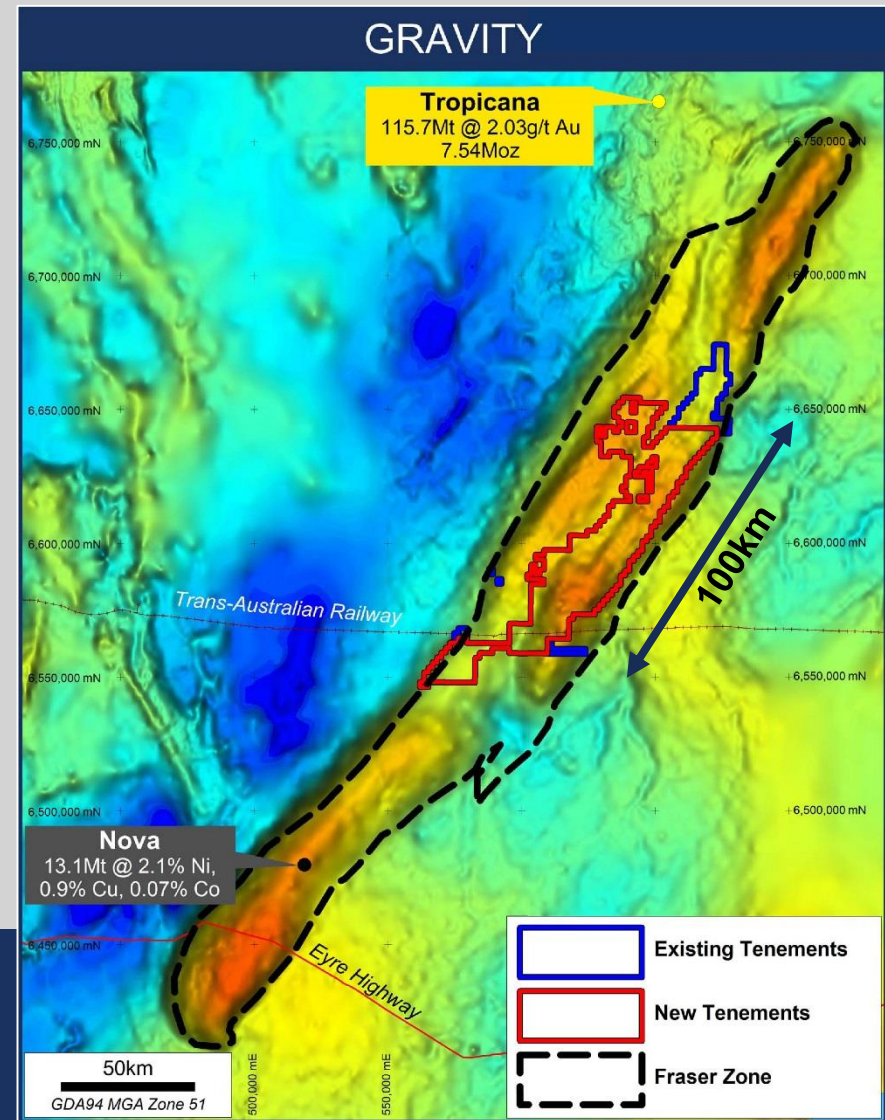 GRAVITY
Tropicana
115.7Mt @ 2.03g/t Au
7.54Moz
6,750,000 mN
6,750,000 mN
6,700,000 mN
6,700,000 mN
6,650,000 mN
6,650,000 mN
100km
6,600,000 mN
6,600,000 mN
Trans-Australian Railway
6,550,000 mN
6,550,000 mN
6,500,000 mN
6,500,000 mN
Nova
13.1Mt @ 2.1% Ni,
0.9% Cu, 0.07% Co
6,450,000 mN
Eyre Highway
Existing Tenements
New Tenements
Fraser Zone
50km
GDA94 MGA Zone 51
500,000 mE
550,000